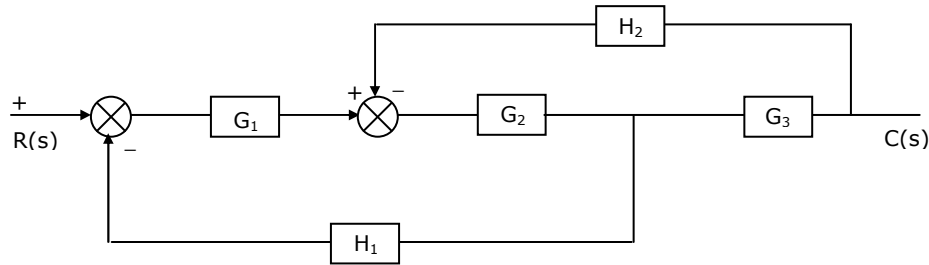 H₂
+
+
−
G₁
G₂
G₃
R(s)
−
C(s)
H₁